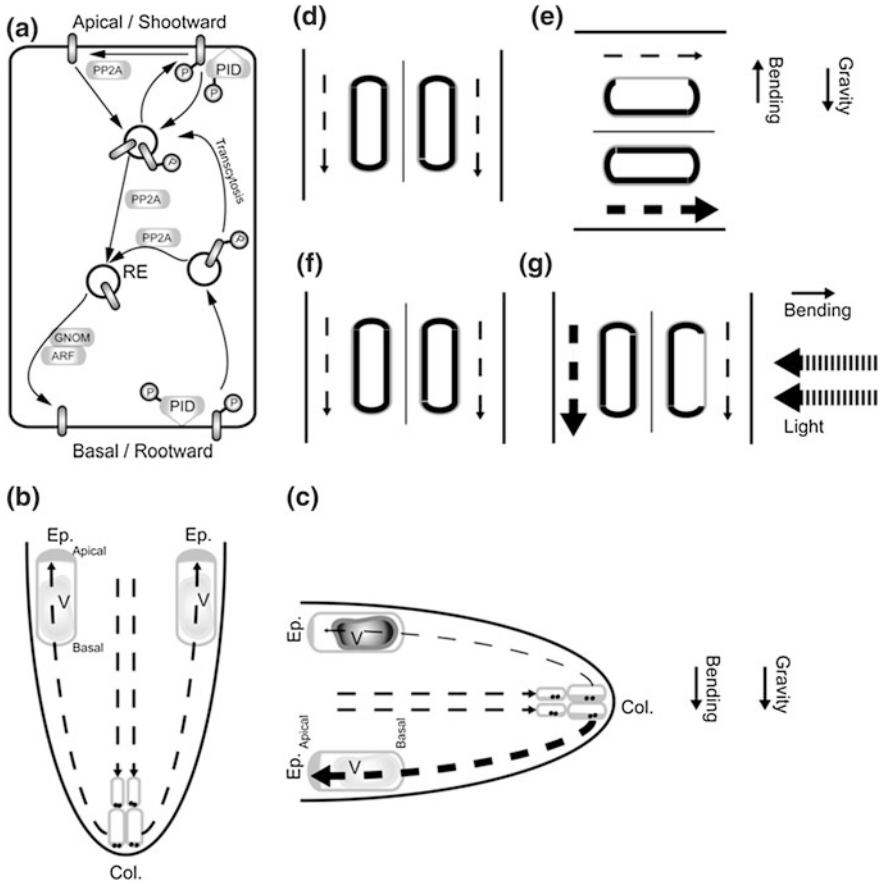 (a)
Apical / Shootward
PP2A
P
PID
P
P
Transcytosis
PP2A
PP2A
P
RE
GNOM
ARF
P
PID
P
Basal / Rootward
(d)
(e)
Bending
Gravity
(f)
(g)
Bending
Light
(b)
Ep.
Apical
V
Basal
Ep.
V
Col.
(c)
Ep.
V
Col.
Apical
Basal
Ep.
V
Bending
Gravity